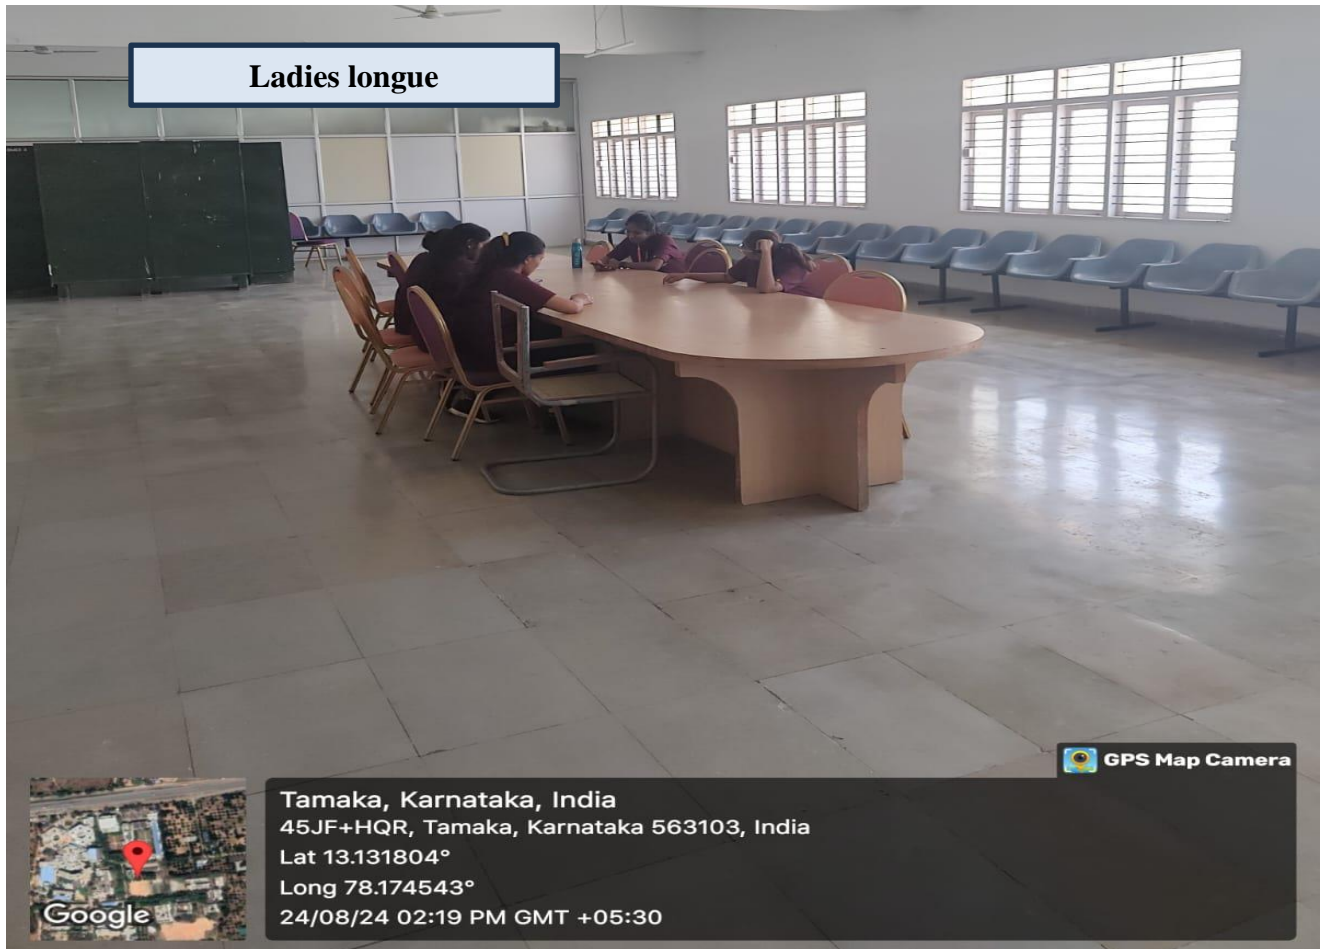 Ladies longue
GPS Map Camera
Tamaka, Karnataka, India
45JF+HQR, Tamaka, Karnataka 563103, India
Lat 13.131804°
Long 78.174543°
24/08/24 02:19 PM GMT +05:30
Google